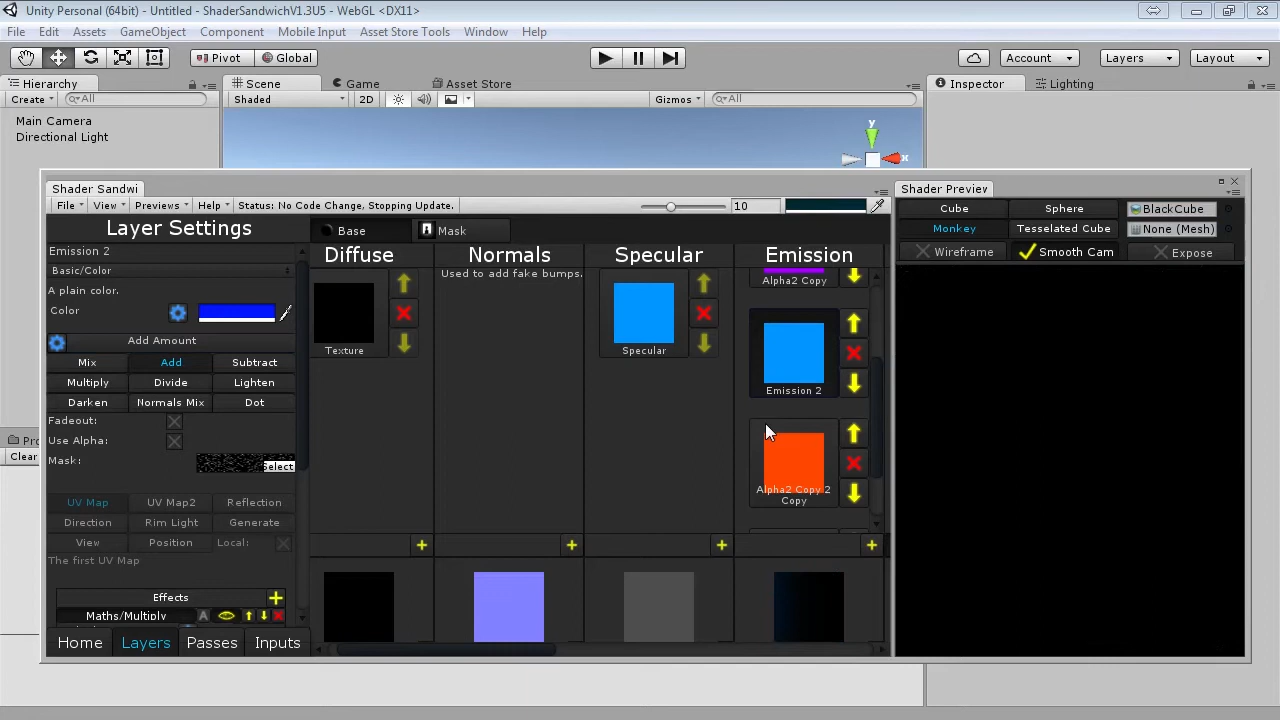 Unity Personal (64bit) - Untitled - ShaderSandwichV1.3U5 - WebGL <DX11>
File Edit Assets GameObject Component Mobile Input Asset Store Tools Window Help
Pivot Global Account Layers Layout
Hierarchy Scene Game Asset Store Inspector Lighting
Create All Shaded 2D Gizmos All
Main Camera
Directional Light
y
x
Shader Sandwi Shader Preview
File View Previews Help Status: No Code Change, Stopping Update. 10 Cube Sphere BlackCube
Layer Settings Base Mask Monkey Tesselated Cube None (Mesh)
Emission 2 Diffuse Normals Specular Emission Wireframe Smooth Cam Expose
Basic/Color Used to add fake bumps. Alpha2 Copy
A plain color.
Color
Add Amount Texture Specular
Mix Add Subtract
Multiply Divide Lighten Emission 2
Darken Normals Mix Dot
Fadeout:
Use Alpha:
Pro
Clear Mask: Select
Alpha2 Copy 2
Copy
UV Map UV Map2 Reflection
Direction Rim Light Generate
View Position Local:
The first UV Map
Effects
Maths/Multiply A
Home Layers Passes Inputs